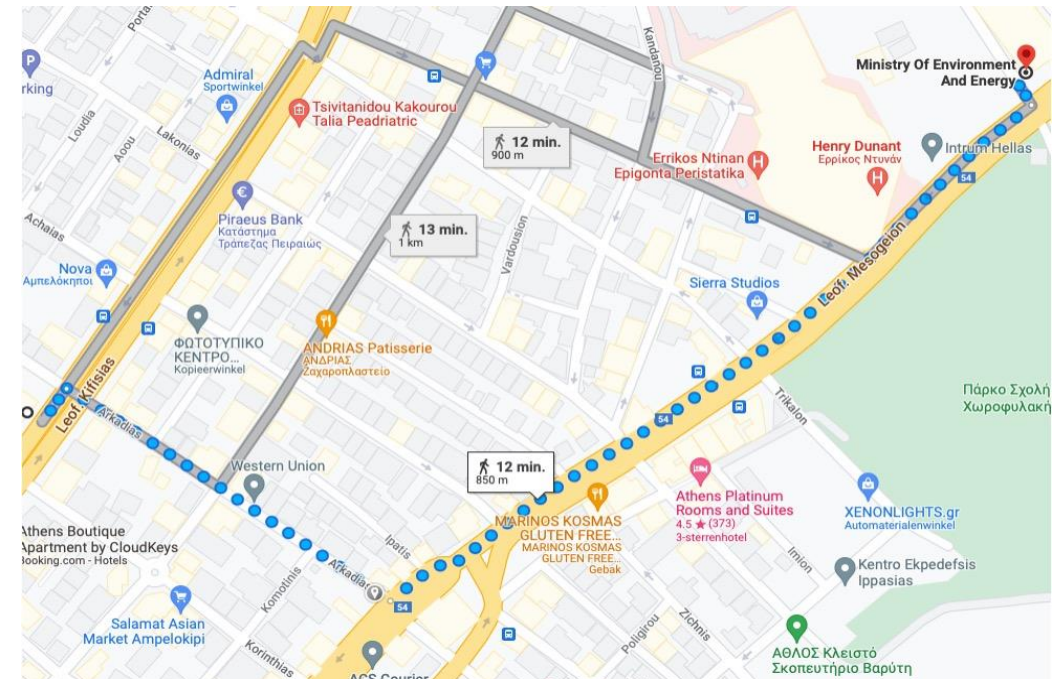 Porta
P
rking
Admiral
Sportwinkel
Loudia
Aoou
Lakonias
Tsivitanidou Kakourou
Talia Peadriatric
Kandanou
Ministry Of Environment
And Energy
12 min.
900 m
Errikos Ntinan
Epigonta Peristatika
H
Henry Dunant
Ερρίκος Ντυνάν
H
Intrum Hellas
54
Achaias
€
Piraeus Bank
Κατάστημα
Τράπεζας Πειραιώς
13 min.
1 km
Vardousion
Leof. Mesogeion
Nova
Αμπελόκηποι
Sierra Studios
ΦΩΤΟΤΥΠΙΚΟ
ΚΕΝΤΡΟ...
Kopieerwinkel
ANDRIAS Patisserie
ΑΝΔΡΙΑΣ
Ζαχαροπλαστείο
Leof. Kifisias
Arkadias
Πάρκο Σχολή
Χωροφυλακή
Trikalon
54
Western Union
12 min.
850 m
Athens Platinum
Rooms and Suites
4.5 ★ (373)
3-sterrenhotel
XENONLIGHTS.gr
Automaterialenwinkel
MARINOS KOSMAS
GLUTEN FREE...
MARINOS KOSMAS
GLUTEN FREE...
Gebak
Athens Boutique
Apartment by CloudKeys
Booking.com - Hotels
Ipatis
Imion
Kentro Ekpedefsis
Ippasias
Komotinis
Arkadias
54
Salamat Asian
Market Ampelokipi
Korinthias
Poligirou
Zichnis
ΑΘΛΟΣ Κλειστό
Σκοπευτήριο Βαρύτη
ACS Courier